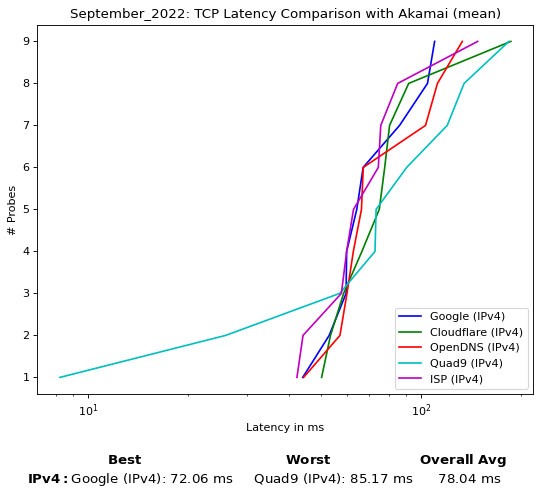 September_2022: TCP Latency Comparison with Akamai (mean)
# Probes
9
8
7
6
5
4
3
2
1
Google (IPv4)
Cloudflare (IPv4)
OpenDNS (IPv4)
Quad9 (IPv4)
ISP (IPv4)
10¹ 10²
Latency in ms
Best Worst Overall Avg
IPv4: Google (IPv4): 72.06 ms Quad9 (IPv4): 85.17 ms 78.04 ms